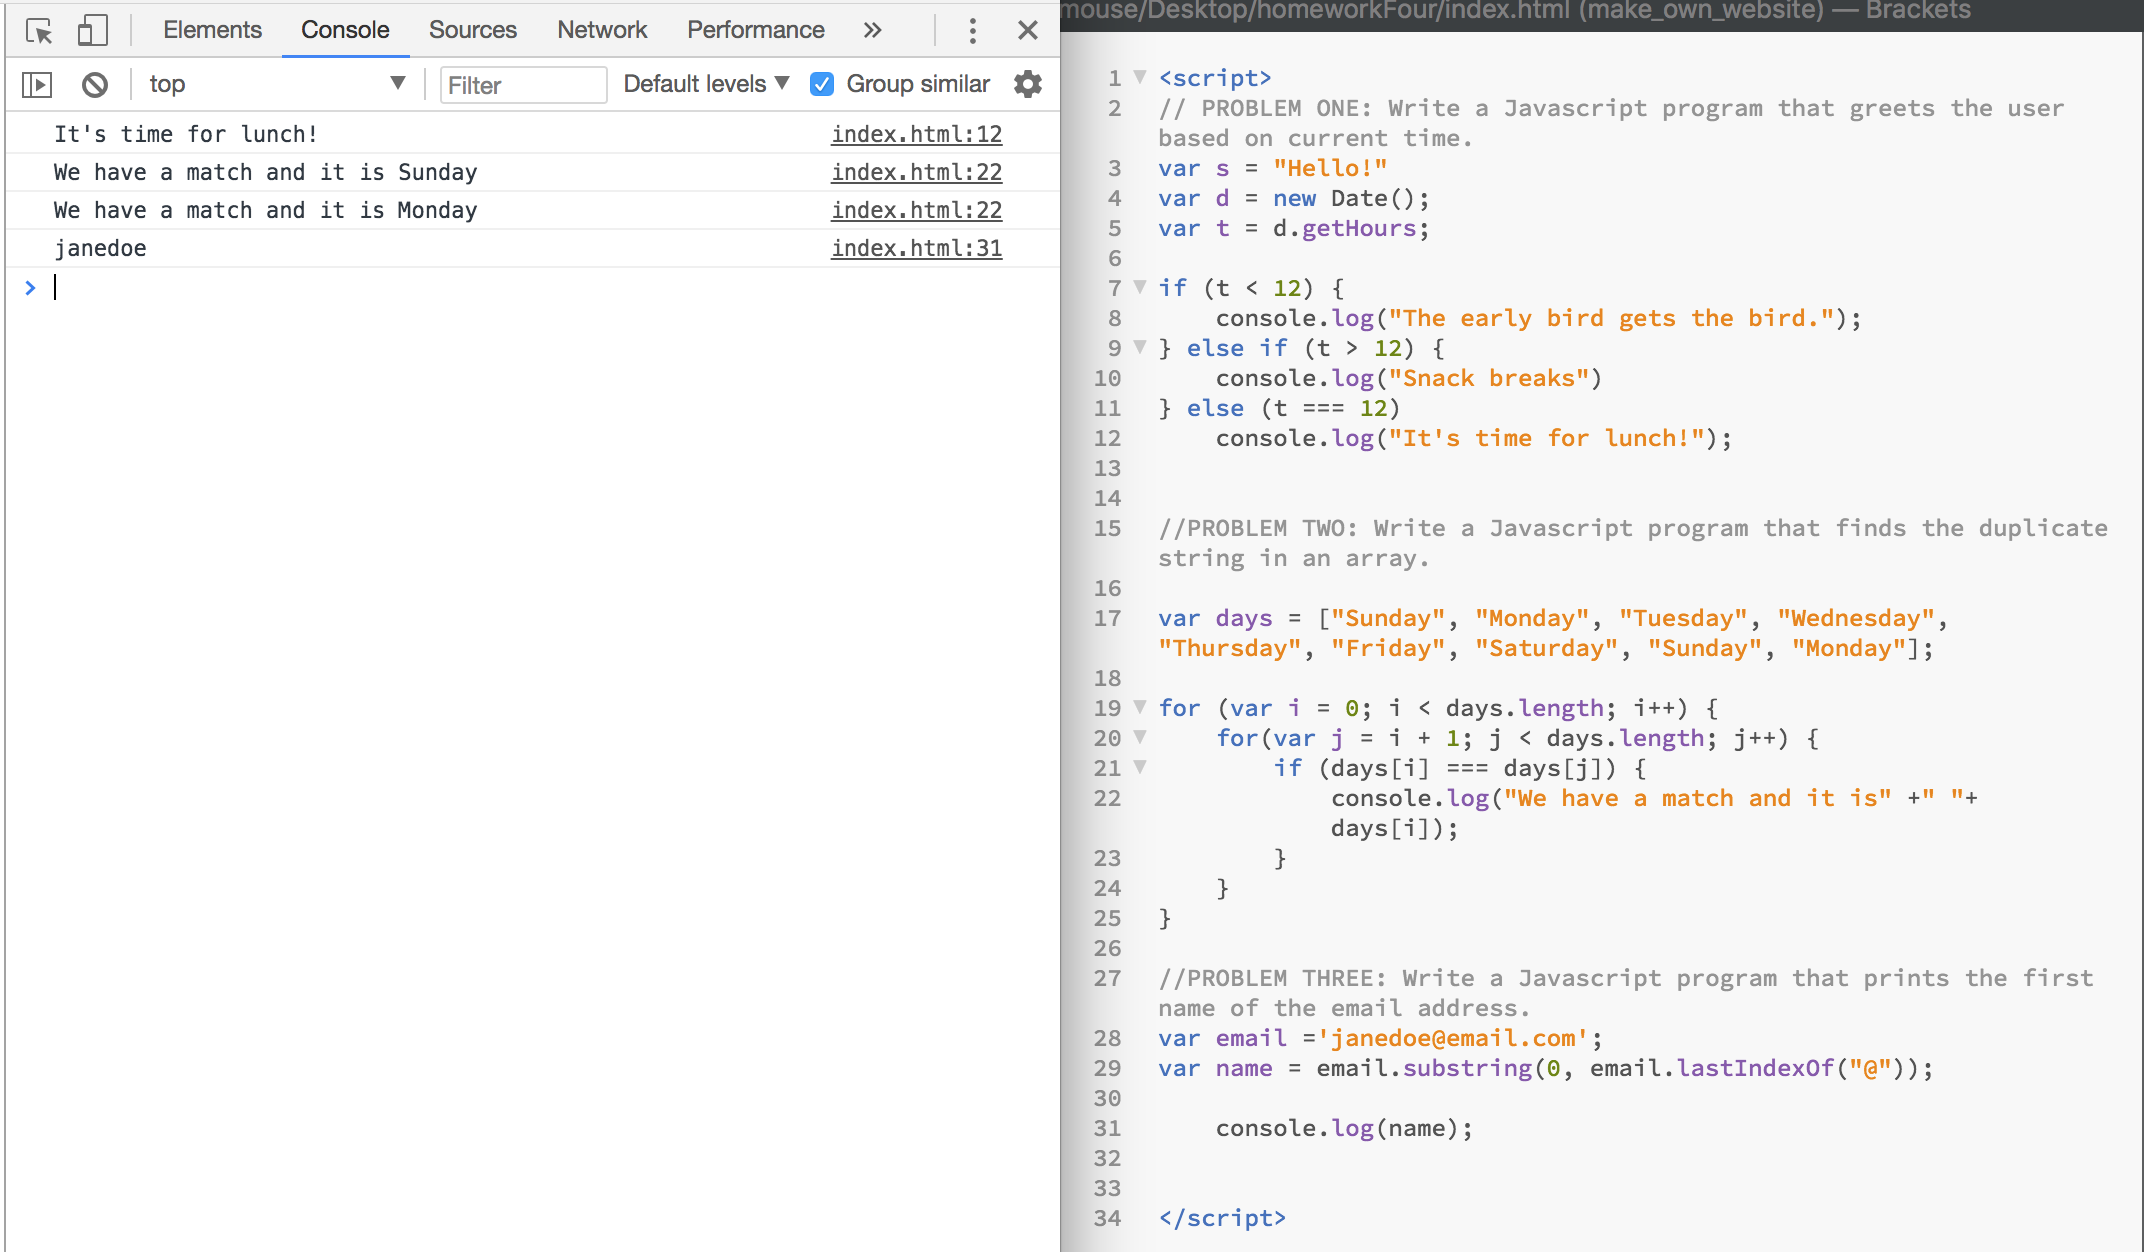 Elements Console Sources Network Performance »
top Filter Default levels Group similar
It's time for lunch! index.html:12
We have a match and it is Sunday index.html:22
We have a match and it is Monday index.html:22
janedoe index.html:31
>
mouse/Desktop/homeworkFour/index.html (make_own_website) — Brackets
1 <script>
2 // PROBLEM ONE: Write a Javascript program that greets the user
based on current time.
3 var s = "Hello!"
4 var d = new Date();
5 var t = d.getHours;
6
7 if (t < 12) {
8     console.log("The early bird gets the bird.");
9 } else if (t > 12) {
10     console.log("Snack breaks")
11 } else (t === 12)
12     console.log("It's time for lunch!");
13
14
15 //PROBLEM TWO: Write a Javascript program that finds the duplicate
string in an array.
16
17 var days = ["Sunday", "Monday", "Tuesday", "Wednesday",
"Thursday", "Friday", "Saturday", "Sunday", "Monday"];
18
19 for (var i = 0; i < days.length; i++) {
20     for(var j = i + 1; j < days.length; j++) {
21         if (days[i] === days[j]) {
22             console.log("We have a match and it is" +" "+
days[i]);
23         }
24     }
25 }
26
27 //PROBLEM THREE: Write a Javascript program that prints the first
name of the email address.
28 var email ='janedoe@email.com';
29 var name = email.substring(0, email.lastIndexOf("@"));
30
31     console.log(name);
32
33
34 </script>